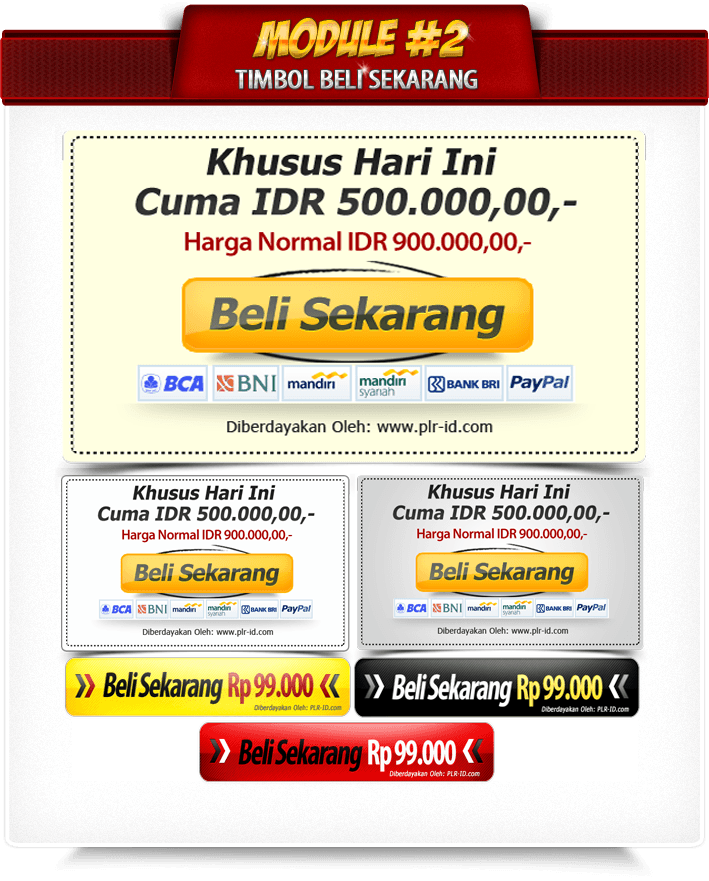 MODULE #2
TIMBOL BELI SEKARANG
Khusus Hari Ini
Cuma IDR 500.000,00,-
Harga Normal IDR 900.000,00,-
Beli Sekarang
BCA BNI mandiri mandiri syariah BANK BRI PayPal
Diberdayakan Oleh: www.plr-id.com
Khusus Hari Ini
Cuma IDR 500.000,00,-
Harga Normal IDR 900.000,00,-
Beli Sekarang
BCA BNI mandiri mandiri syariah BANK BRI PayPal
Diberdayakan Oleh: www.plr-id.com
Khusus Hari Ini
Cuma IDR 500.000,00,-
Harga Normal IDR 900.000,00,-
Beli Sekarang
BCA BNI mandiri mandiri syariah BANK BRI PayPal
Diberdayakan Oleh: www.plr-id.com
Beli Sekarang Rp 99.000
Diberdayakan Oleh: PLR-ID.com
Beli Sekarang Rp 99.000
Diberdayakan Oleh: PLR-ID.com
Beli Sekarang Rp 99.000
Diberdayakan Oleh: PLR-ID.com